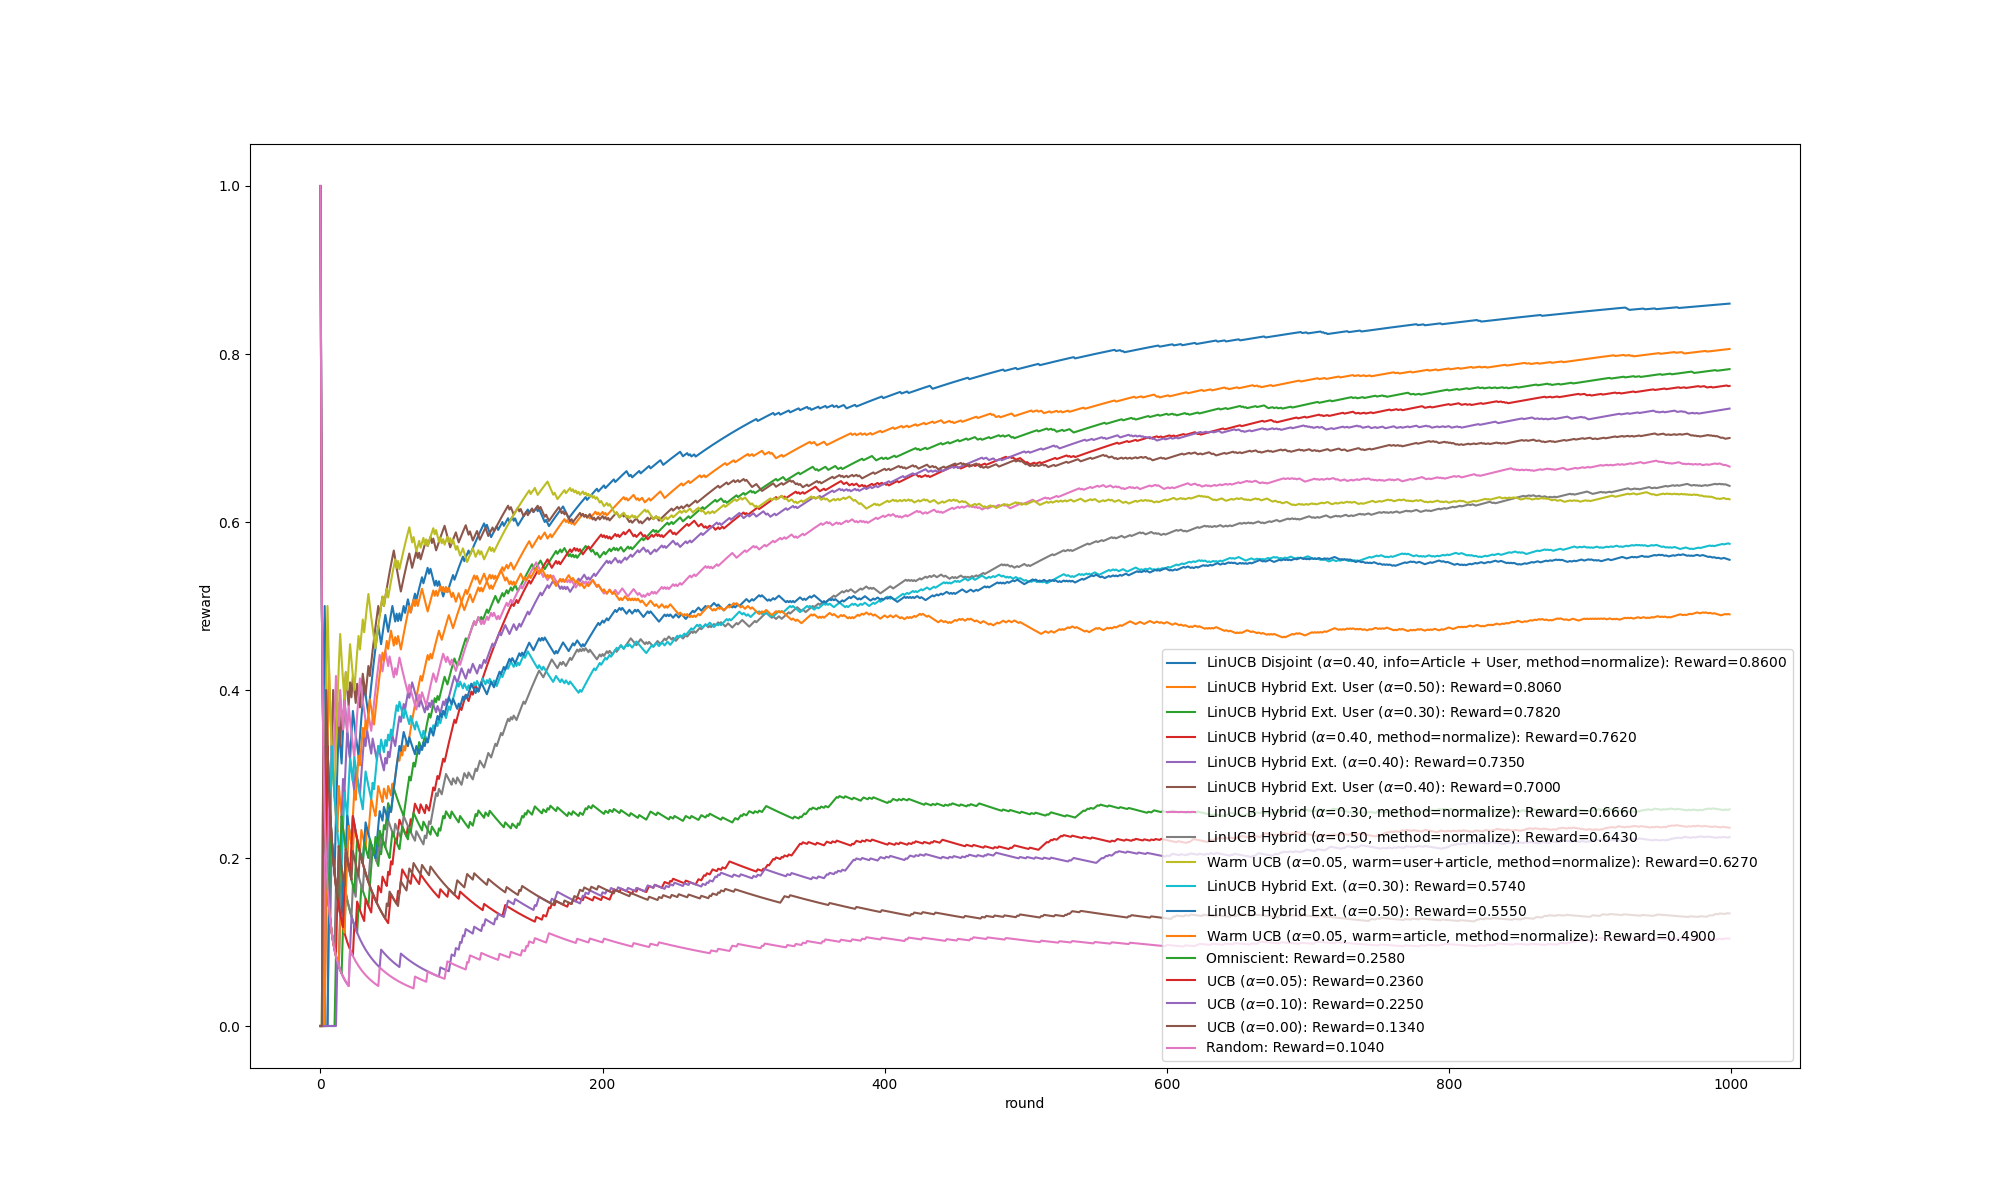 1.0
0.8
0.6
0.4
0.2
0.0
reward
0
200
400
600
800
1000
round
LinUCB Disjoint (α=0.40, info=Article + User, method=normalize): Reward=0.8600
LinUCB Hybrid Ext. User (α=0.50): Reward=0.8060
LinUCB Hybrid Ext. User (α=0.30): Reward=0.7820
LinUCB Hybrid (α=0.40, method=normalize): Reward=0.7620
LinUCB Hybrid Ext. (α=0.40): Reward=0.7350
LinUCB Hybrid Ext. User (α=0.40): Reward=0.7000
LinUCB Hybrid (α=0.30, method=normalize): Reward=0.6660
LinUCB Hybrid (α=0.50, method=normalize): Reward=0.6430
Warm UCB (α=0.05, warm=user+article, method=normalize): Reward=0.6270
LinUCB Hybrid Ext. (α=0.30): Reward=0.5740
LinUCB Hybrid Ext. (α=0.50): Reward=0.5550
Warm UCB (α=0.05, warm=article, method=normalize): Reward=0.4900
Omniscient: Reward=0.2580
UCB (α=0.05): Reward=0.2360
UCB (α=0.10): Reward=0.2250
UCB (α=0.00): Reward=0.1340
Random: Reward=0.1040